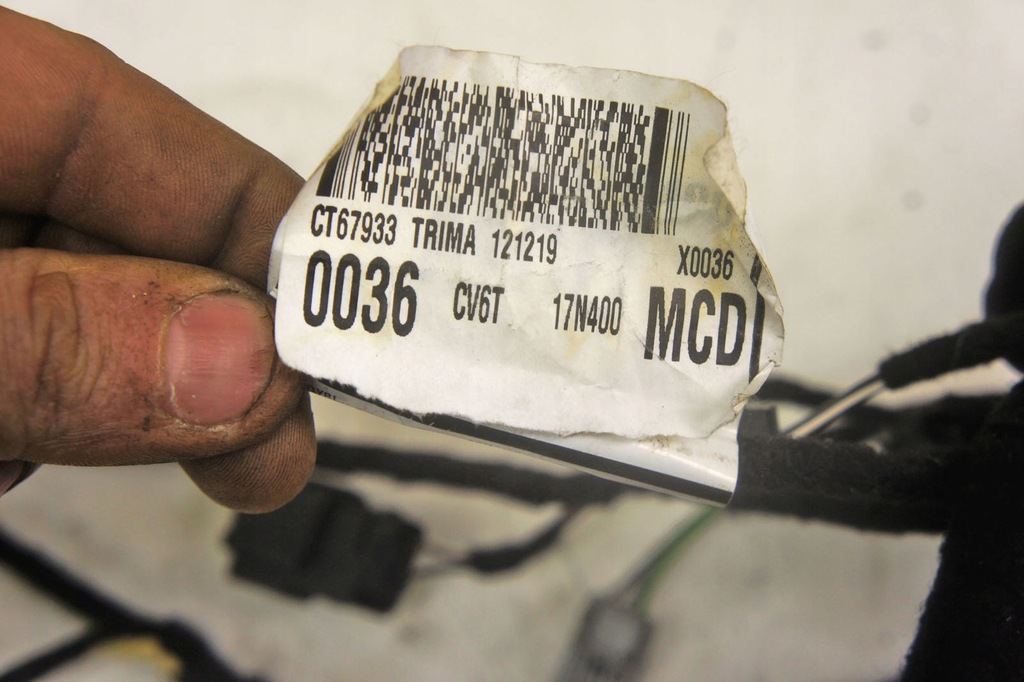 CT67933 TRIMA 121219 X0036
0036 CV6T 17N400 MCD